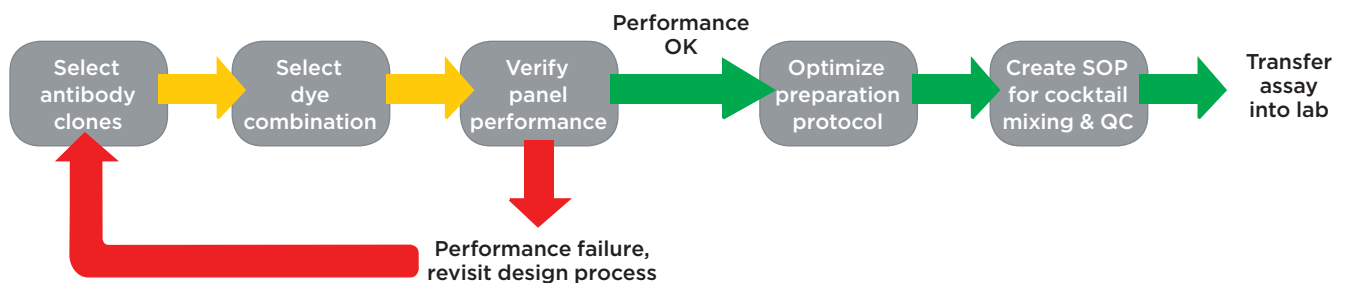 Select
antibody
clones
Select
dye
combination
Verify
panel
performance
Performance
OK
Optimize
preparation
protocol
Create SOP
for cocktail
mixing & QC
Transfer
assay
into lab
Performance failure,
revisit design process